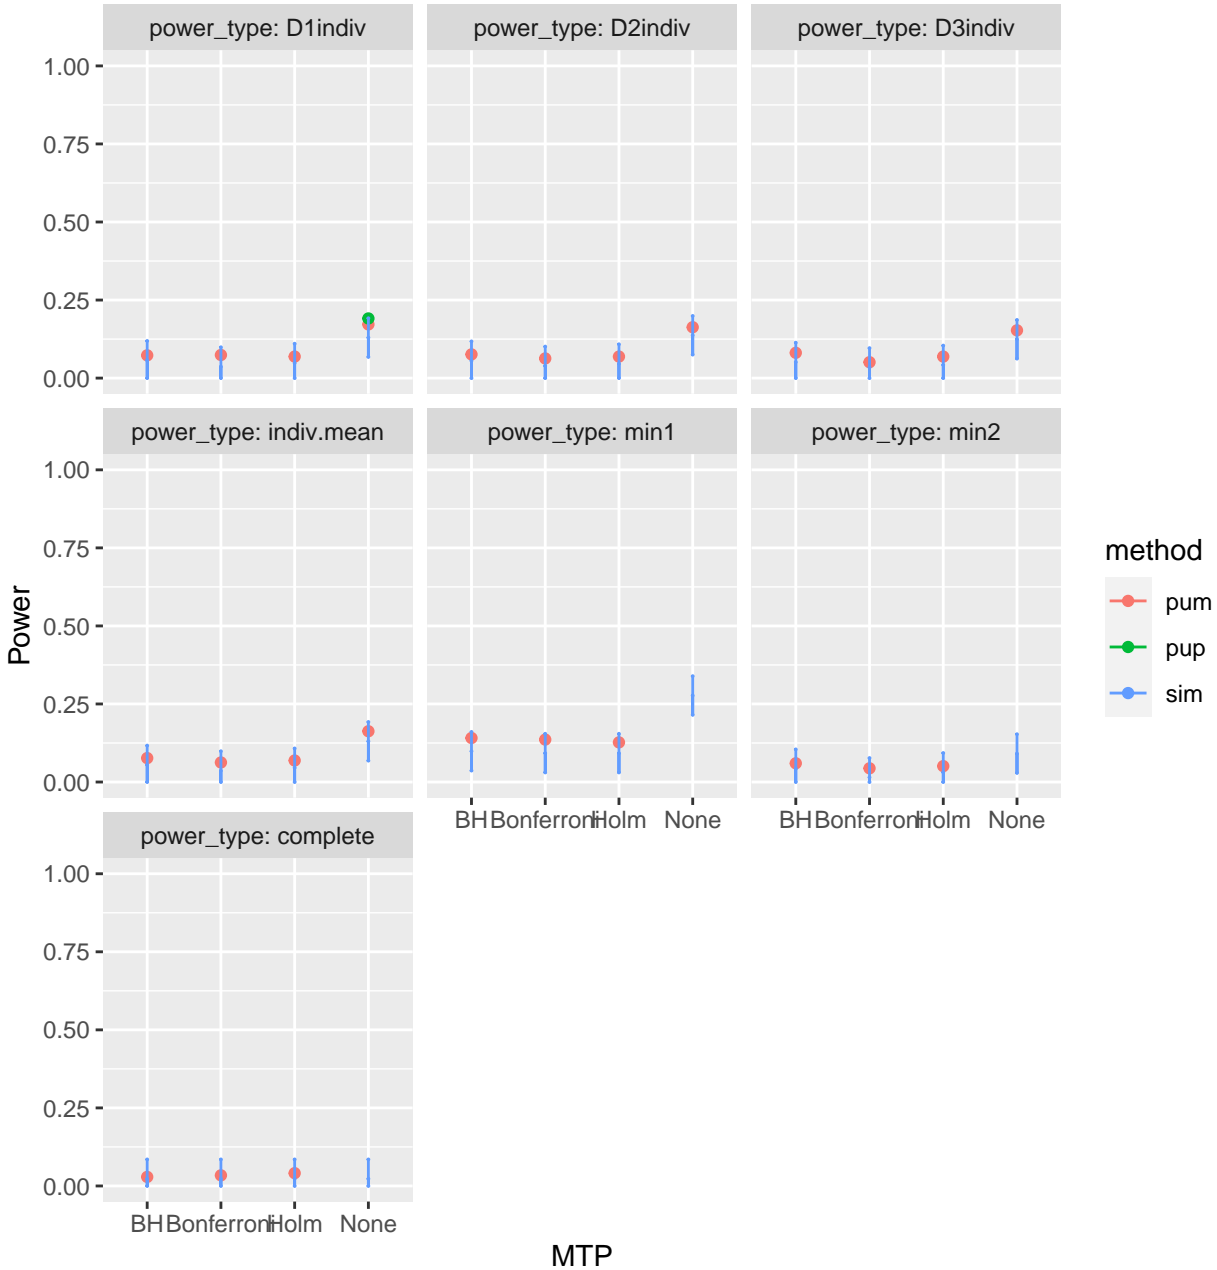 power_type: D1indiv
power_type: D2indiv
power_type: D3indiv
1.00
0.75
0.50
0.25
0.00
power_type: indiv.mean
power_type: min1
power_type: min2
1.00
0.75
0.50
0.25
0.00
BH Bonferroni Holm None
BH Bonferroni Holm None
power_type: complete
1.00
0.75
0.50
0.25
0.00
BH Bonferroni Holm None
MTP
Power
method
pum
pup
sim